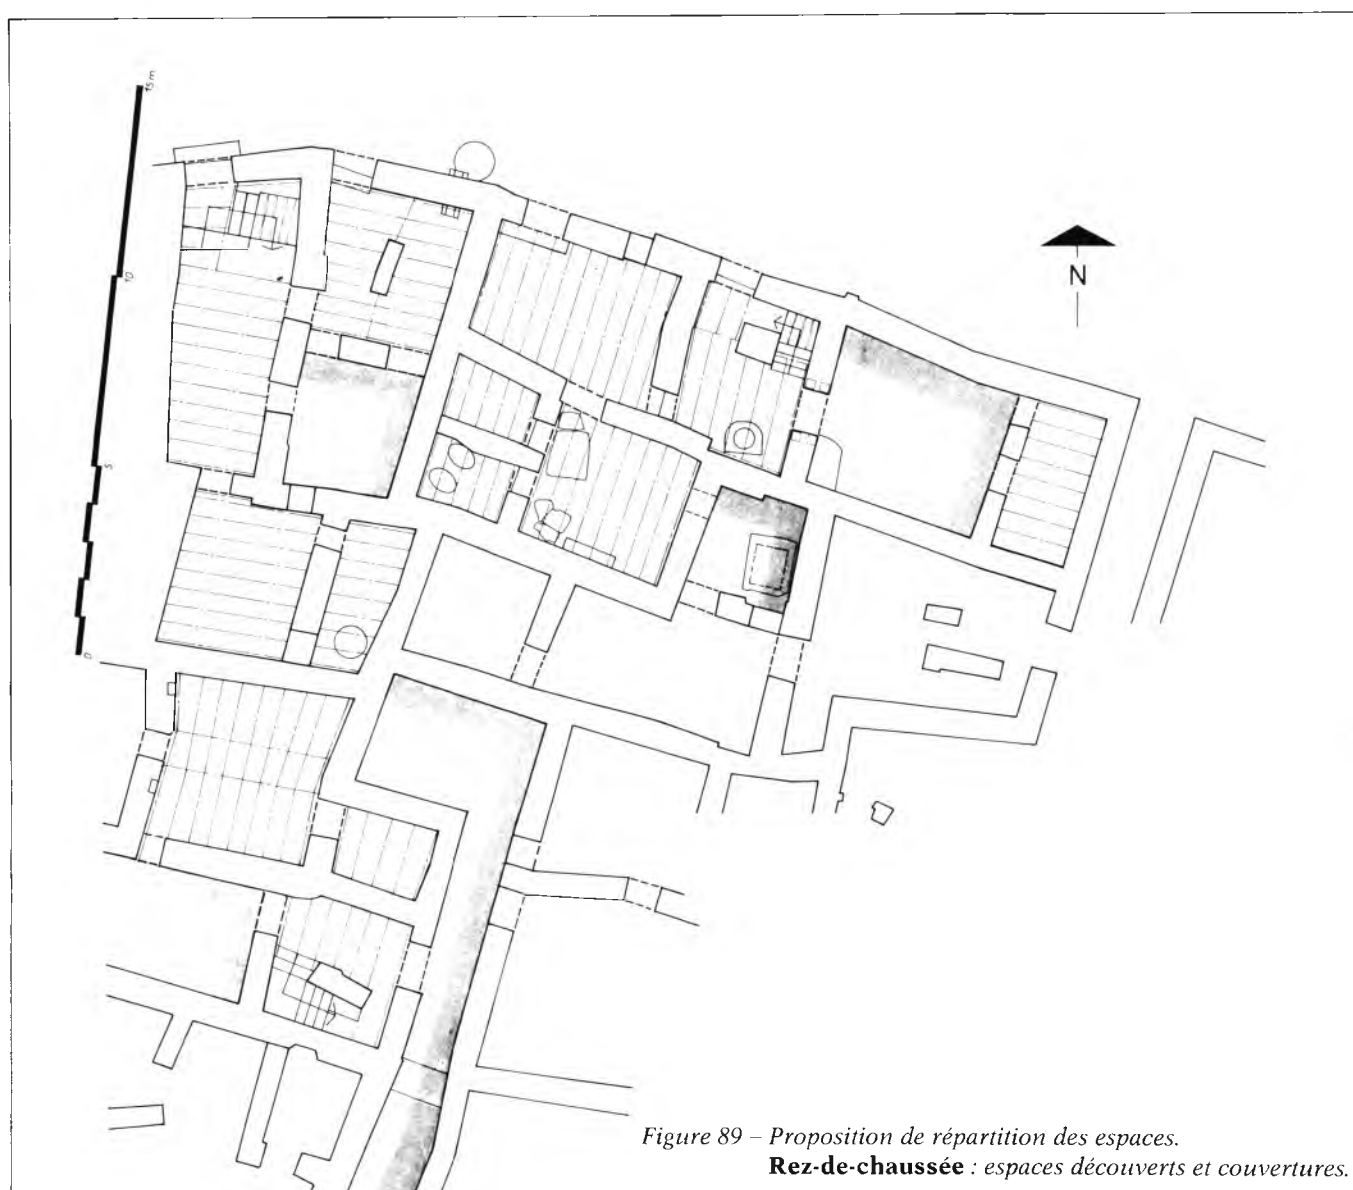 15 m
10
5
0
N
Figure 89 – Proposition de répartition des espaces.
Rez-de-chaussée : espaces découverts et couvertures.